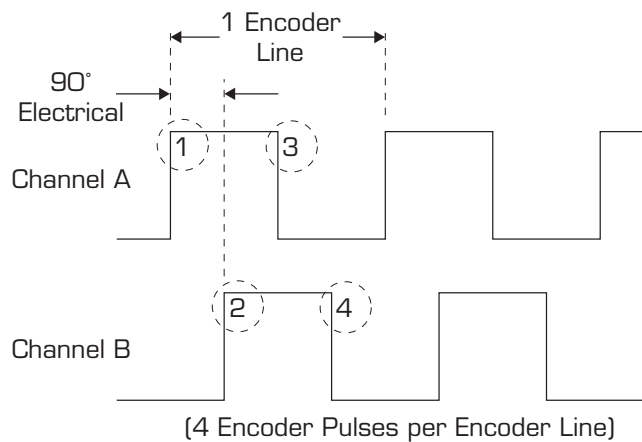 1 Encoder
Line
90°
Electrical
1
3
Channel A
2
4
Channel B
(4 Encoder Pulses per Encoder Line)